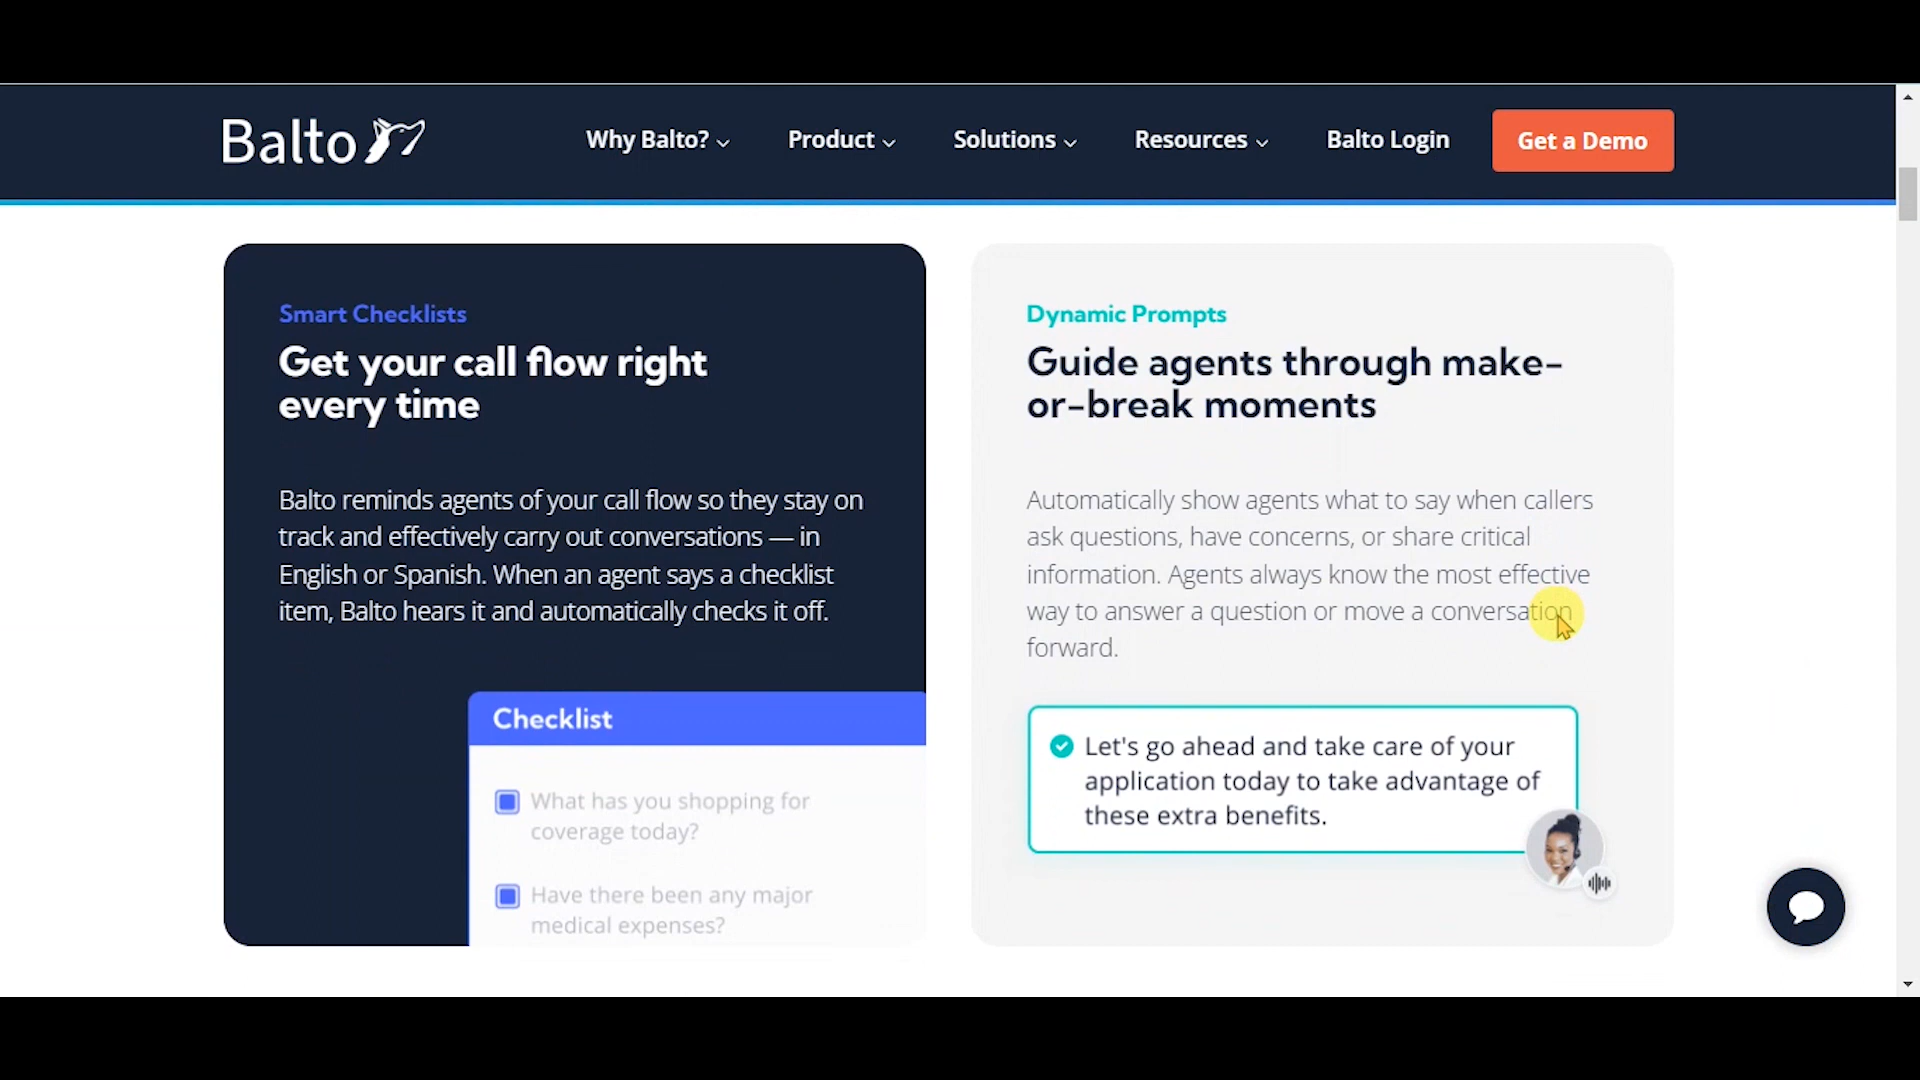 Balto
Why Balto?
Product
Solutions
Resources
Balto Login
Get a Demo
Smart Checklists
Get your call flow right
every time
Balto reminds agents of your call flow so they stay on
track and effectively carry out conversations — in
English or Spanish. When an agent says a checklist
item, Balto hears it and automatically checks it off.
Checklist
What has you shopping for
coverage today?
Have there been any major
medical expenses?
Dynamic Prompts
Guide agents through make-
or-break moments
Automatically show agents what to say when callers
ask questions, have concerns, or share critical
information. Agents always know the most effective
way to answer a question or move a conversation
forward.
Let's go ahead and take care of your
application today to take advantage of
these extra benefits.